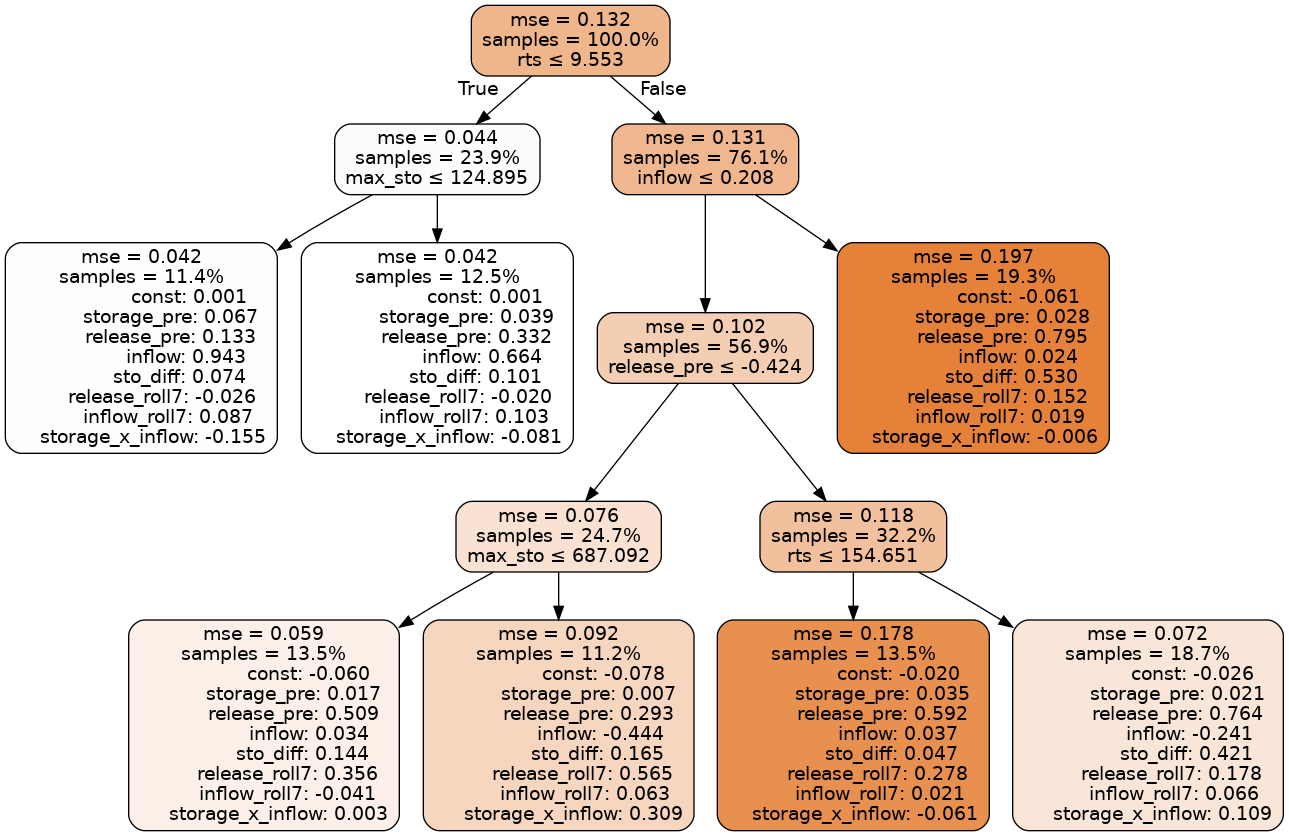 mse = 0.132
samples = 100.0%
rts ≤ 9.553
True
False
mse = 0.044
samples = 23.9%
max_sto ≤ 124.895
mse = 0.131
samples = 76.1%
inflow ≤ 0.208
mse = 0.042
samples = 11.4%
const: 0.001
storage_pre: 0.067
release_pre: 0.133
inflow: 0.943
sto_diff: 0.074
release_roll7: -0.026
inflow_roll7: 0.087
storage_x_inflow: -0.155
mse = 0.042
samples = 12.5%
const: 0.001
storage_pre: 0.039
release_pre: 0.332
inflow: 0.664
sto_diff: 0.101
release_roll7: -0.020
inflow_roll7: 0.103
storage_x_inflow: -0.081
mse = 0.102
samples = 56.9%
release_pre ≤ -0.424
mse = 0.197
samples = 19.3%
const: -0.061
storage_pre: 0.028
release_pre: 0.795
inflow: 0.024
sto_diff: 0.530
release_roll7: 0.152
inflow_roll7: 0.019
storage_x_inflow: -0.006
mse = 0.076
samples = 24.7%
max_sto ≤ 687.092
mse = 0.118
samples = 32.2%
rts ≤ 154.651
mse = 0.059
samples = 13.5%
const: -0.060
storage_pre: 0.017
release_pre: 0.509
inflow: 0.034
sto_diff: 0.144
release_roll7: 0.356
inflow_roll7: -0.041
storage_x_inflow: 0.003
mse = 0.092
samples = 11.2%
const: -0.078
storage_pre: 0.007
release_pre: 0.293
inflow: -0.444
sto_diff: 0.165
release_roll7: 0.565
inflow_roll7: 0.063
storage_x_inflow: 0.309
mse = 0.178
samples = 13.5%
const: -0.020
storage_pre: 0.035
release_pre: 0.592
inflow: 0.037
sto_diff: 0.047
release_roll7: 0.278
inflow_roll7: 0.021
storage_x_inflow: -0.061
mse = 0.072
samples = 18.7%
const: -0.026
storage_pre: 0.021
release_pre: 0.764
inflow: -0.241
sto_diff: 0.421
release_roll7: 0.178
inflow_roll7: 0.066
storage_x_inflow: 0.109